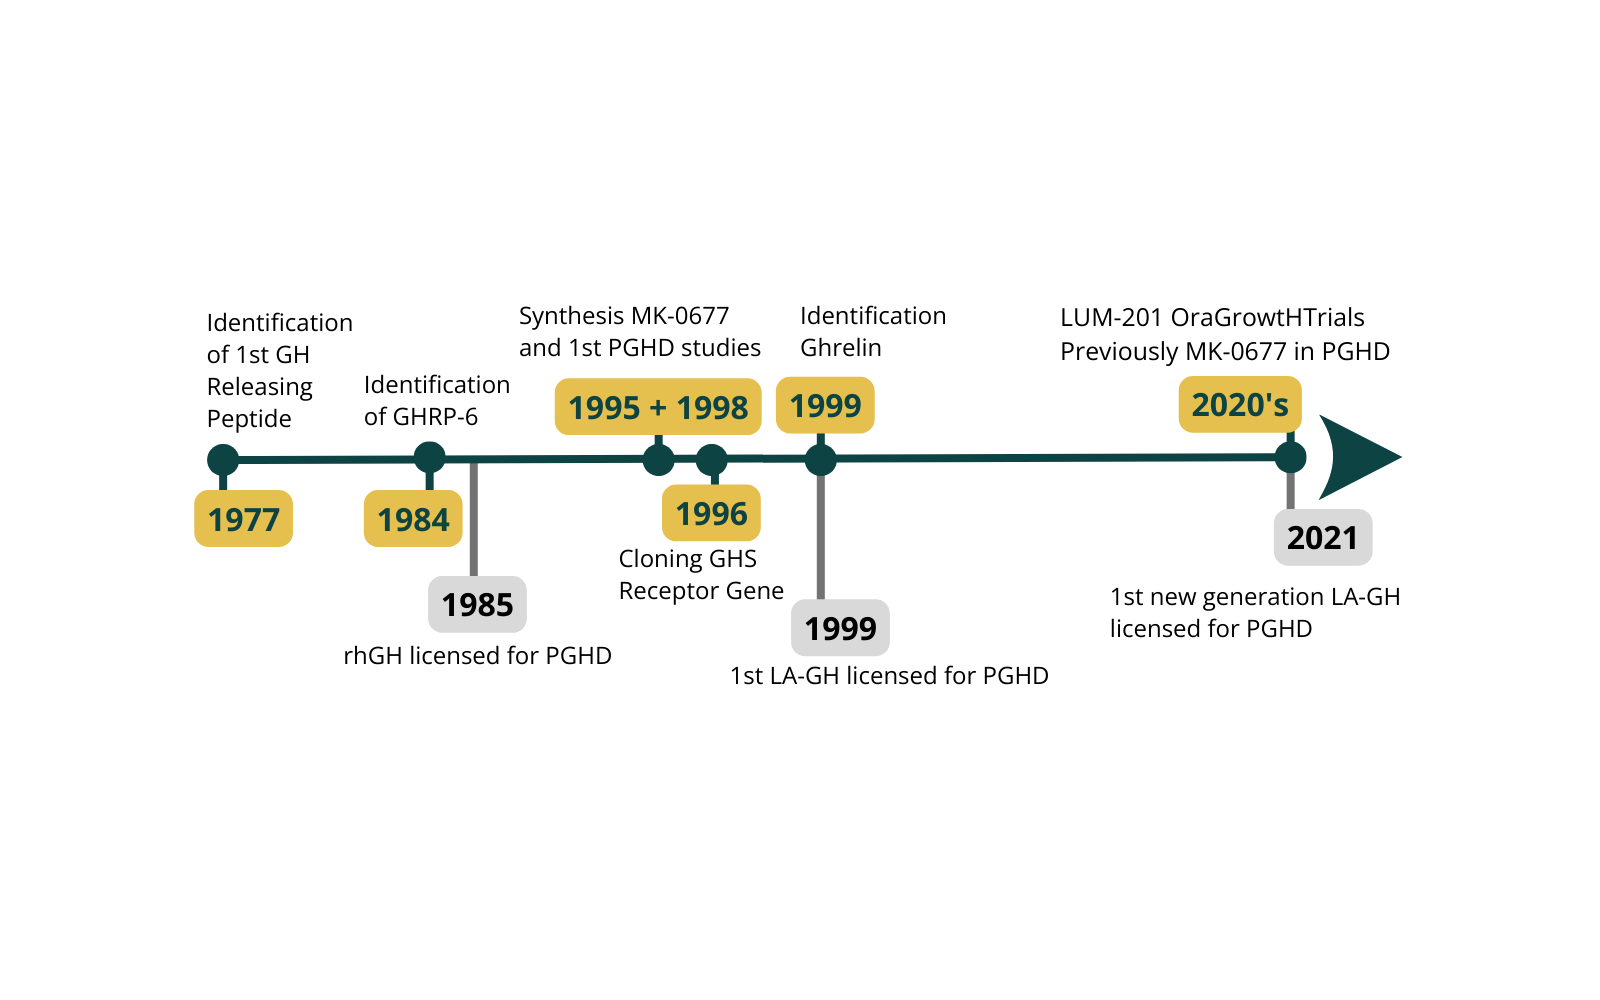 Identification
of 1st GH
Releasing
Peptide
1977
Identification
of GHRP-6
1984
1985
rhGH licensed for PGHD
Synthesis MK-0677
and 1st PGHD studies
1995 + 1998
1996
Cloning GHS
Receptor Gene
Identification
Ghrelin
1999
1999
1st LA-GH licensed for PGHD
LUM-201 OraGrowtHTrials
Previously MK-0677 in PGHD
2020's
2021
1st new generation LA-GH
licensed for PGHD